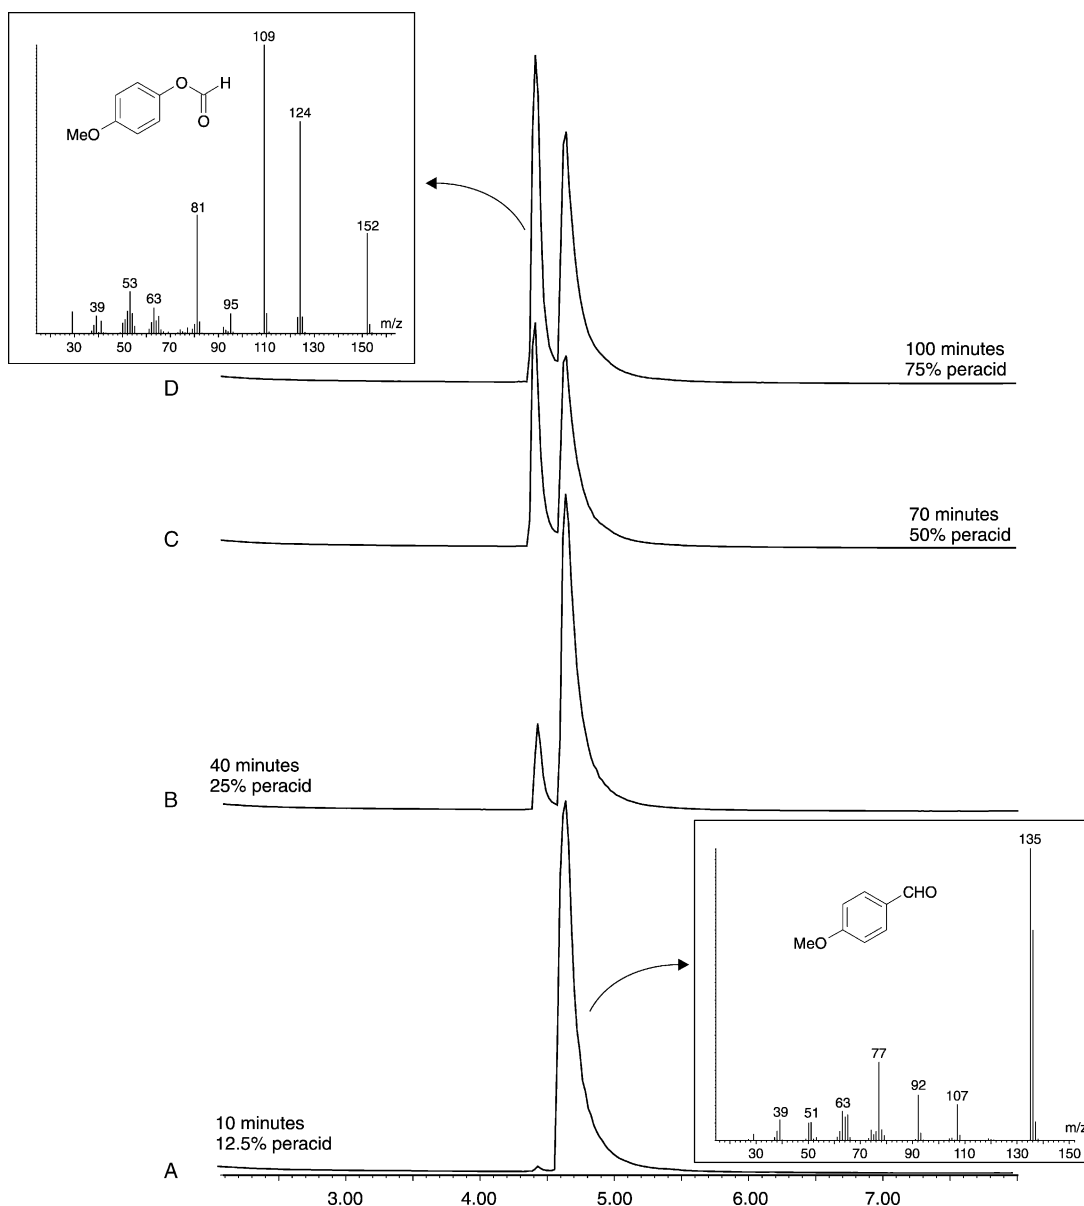 109
O
H
O
MeO
124
81
152
53
39
63
95
m/z
30 50 70 90 110 130 150
100 minutes
75% peracid
D
70 minutes
50% peracid
C
40 minutes
25% peracid
B
135
CHO
MeO
77
92
107
39
51
63
m/z
30 50 70 90 110 130 150
10 minutes
12.5% peracid
A
3.00 4.00 5.00 6.00 7.00